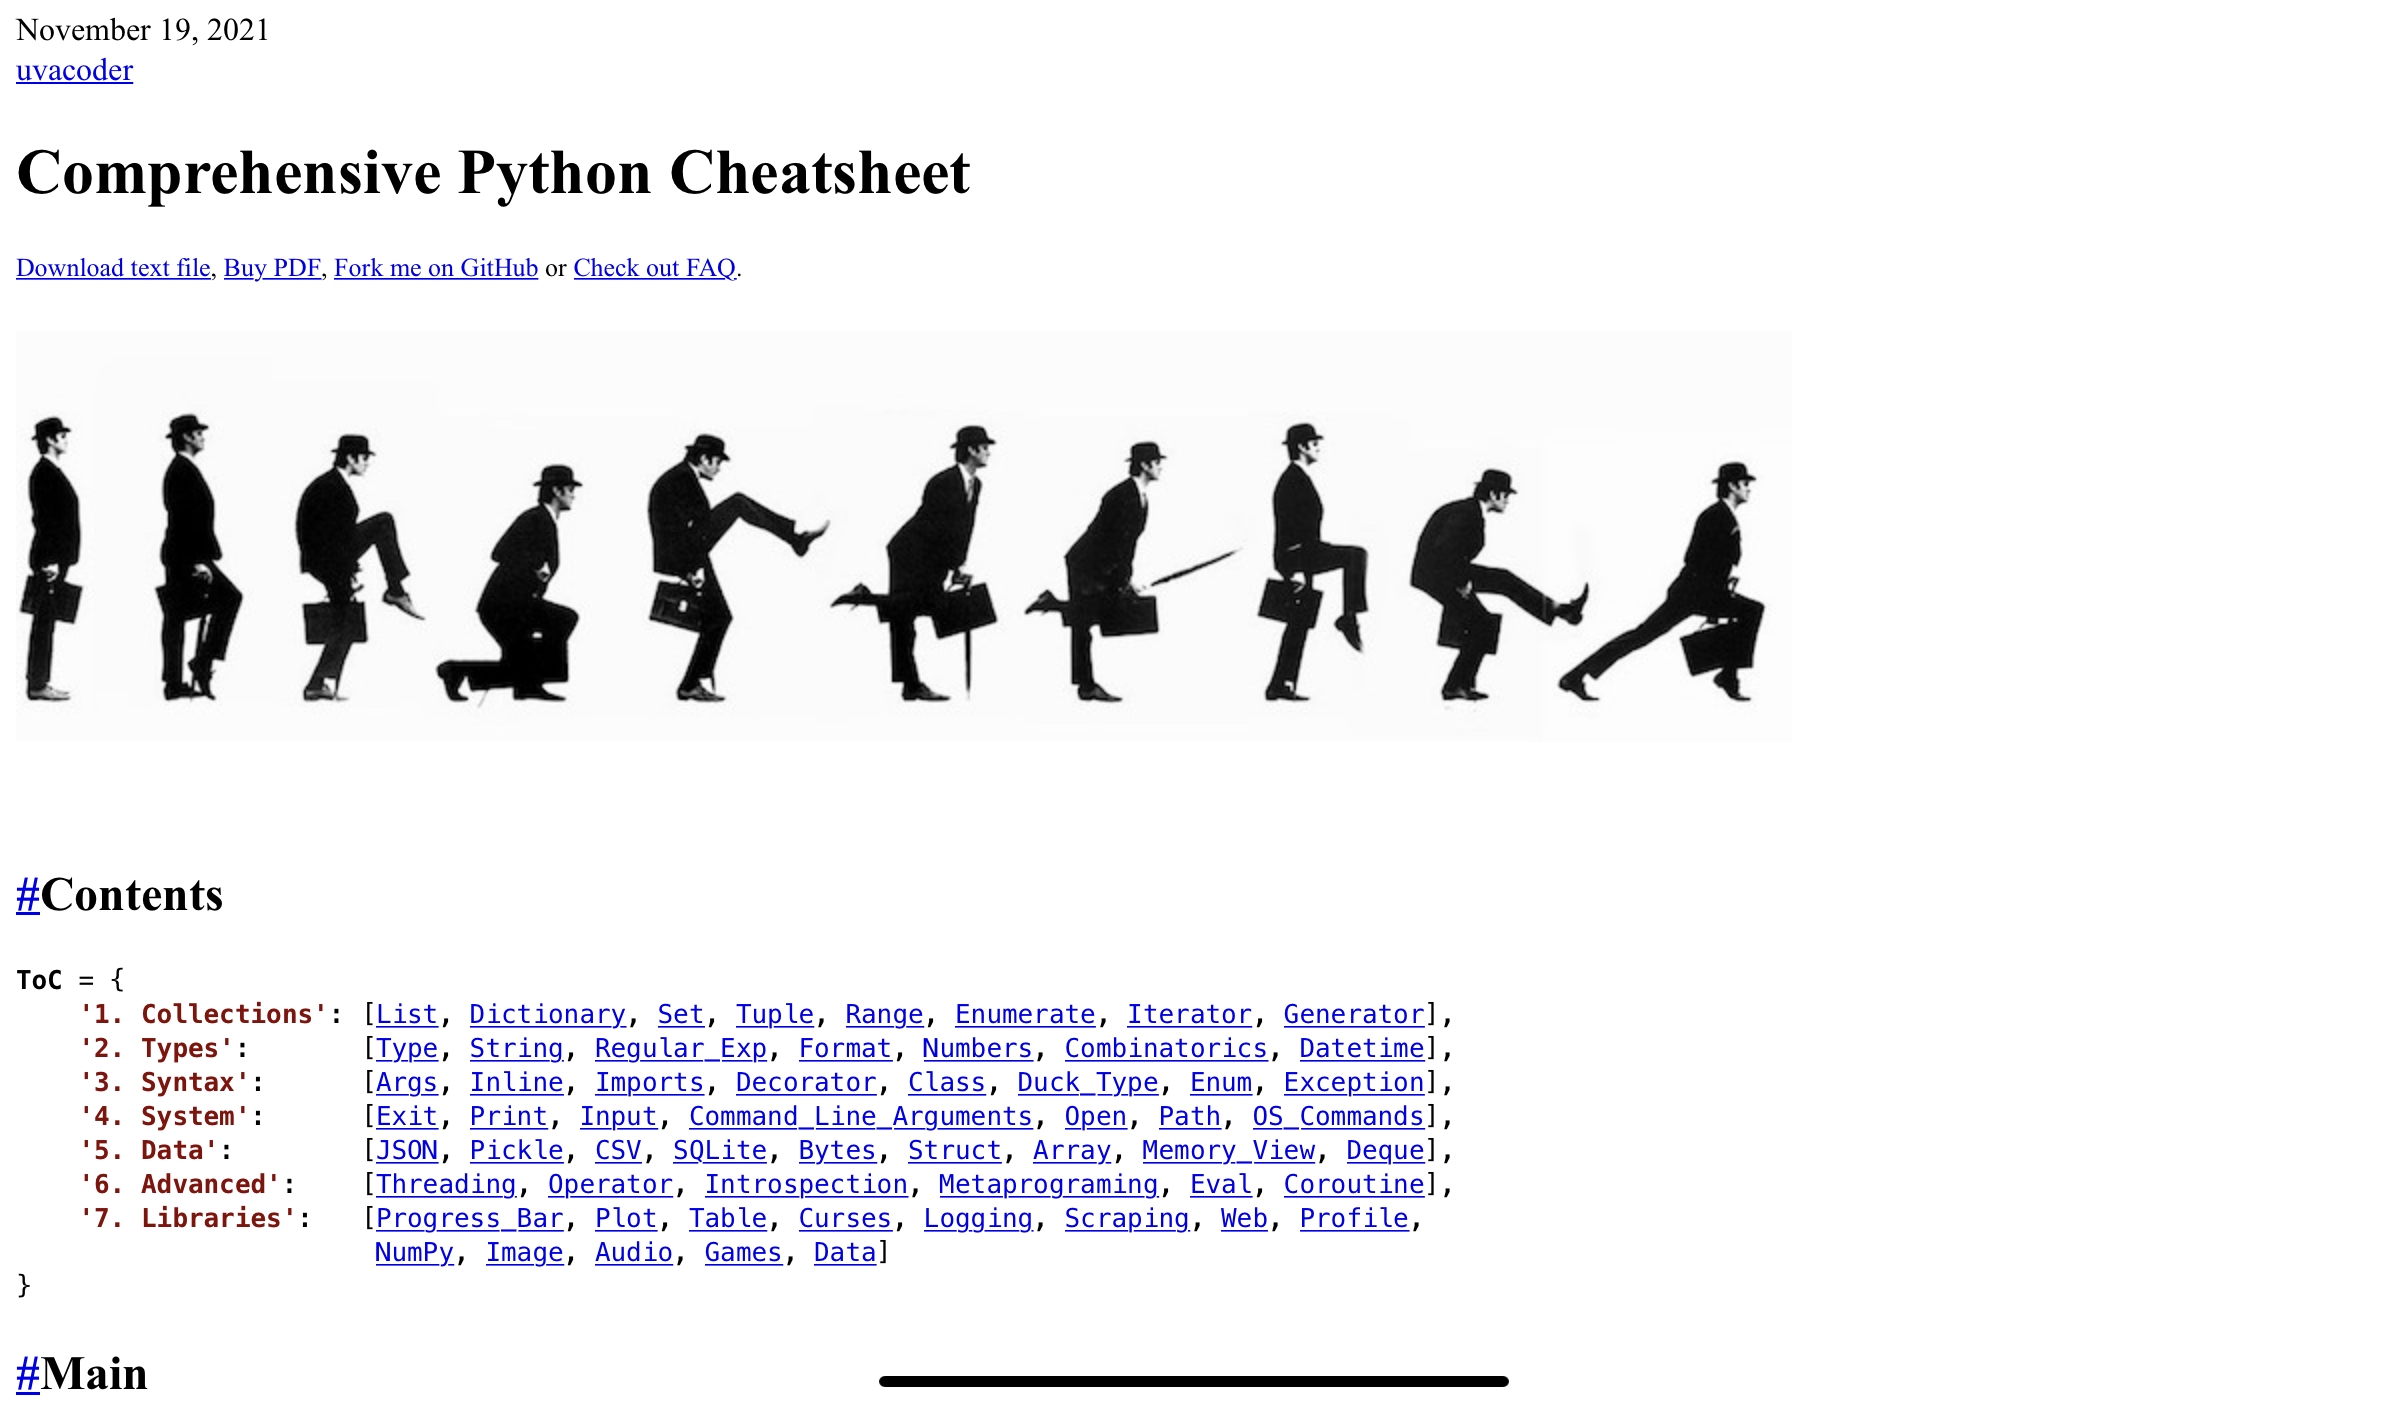 November 19, 2021
uvacoder
Comprehensive Python Cheatsheet
Download text file, Buy PDF, Fork me on GitHub or Check out FAQ.
#Contents
ToC = {
    '1. Collections': [List, Dictionary, Set, Tuple, Range, Enumerate, Iterator, Generator],
    '2. Types':       [Type, String, Regular_Exp, Format, Numbers, Combinatorics, Datetime],
    '3. Syntax':      [Args, Inline, Imports, Decorator, Class, Duck_Type, Enum, Exception],
    '4. System':      [Exit, Print, Input, Command_Line_Arguments, Open, Path, OS_Commands],
    '5. Data':        [JSON, Pickle, CSV, SQLite, Bytes, Struct, Array, Memory_View, Deque],
    '6. Advanced':    [Threading, Operator, Introspection, Metaprograming, Eval, Coroutine],
    '7. Libraries':   [Progress_Bar, Plot, Table, Curses, Logging, Scraping, Web, Profile,
                       NumPy, Image, Audio, Games, Data]
}
#Main